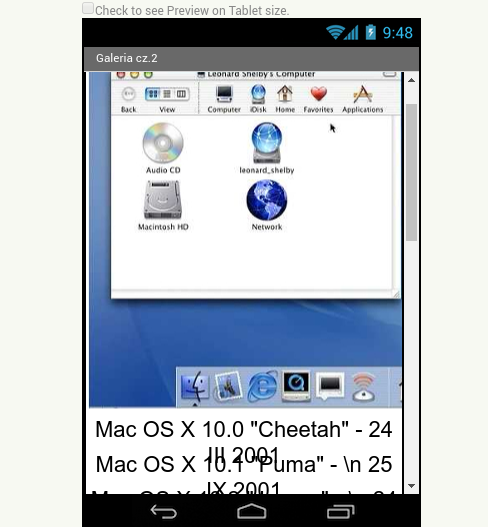 Check to see Preview on Tablet size.
9:48
Galeria cz.2
Leonard Shelby's Computer
Back View Computer iDisk Home Favorites Applications
Audio CD leonard_shelby
Macintosh HD Network
Mac OS X 10.0 "Cheetah" - 24
III 2001
Mac OS X 10.1 "Puma" - \n 25
IX 2001